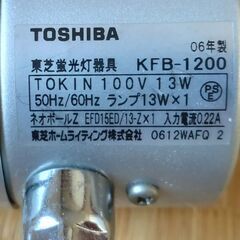 TOSHIBA
06年製
東芝蛍光灯器具 KFB-1200
TOKIN 100V 13W
50Hz/60Hz ランプ13W×1
PS
E
ネオボールZ EFD15ED/13-Z×1 入力電流0.22A
東芝ホームライティング株式会社 0612WAFQ 2